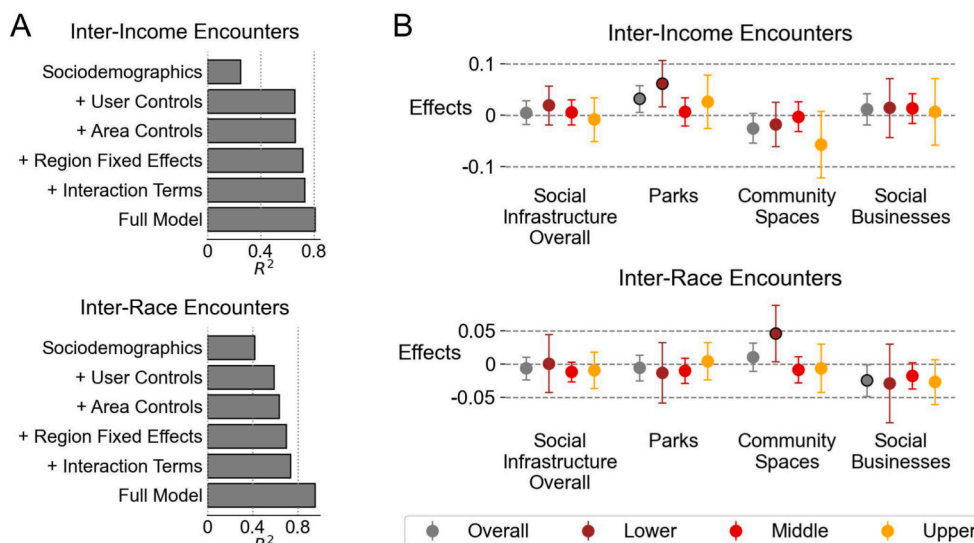 A
Inter-Income Encounters
Sociodemographics
+ User Controls
+ Area Controls
+ Region Fixed Effects
+ Interaction Terms
Full Model
0 0.4 0.8
R²
Inter-Race Encounters
Sociodemographics
+ User Controls
+ Area Controls
+ Region Fixed Effects
+ Interaction Terms
Full Model
0 0.4 0.8
R²
B
Inter-Income Encounters
0.1
Effects 0
-0.1
Social Infrastructure Overall
Parks
Community Spaces
Social Businesses
Inter-Race Encounters
0.05
Effects 0
-0.05
Social Infrastructure Overall
Parks
Community Spaces
Social Businesses
Overall Lower Middle Upper